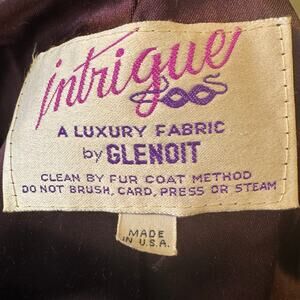 intrigue
A LUXURY FABRIC
by GLENOIT
CLEAN BY FUR COAT METHOD
DO NOT BRUSH, CARD, PRESS OR STEAM
MADE
IN U.S.A.